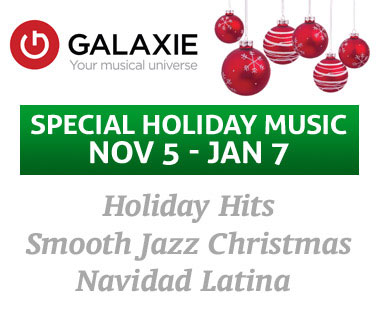 GALAXIE
Your musical universe
SPECIAL HOLIDAY MUSIC
NOV 5 - JAN 7
Holiday Hits
Smooth Jazz Christmas
Navidad Latina